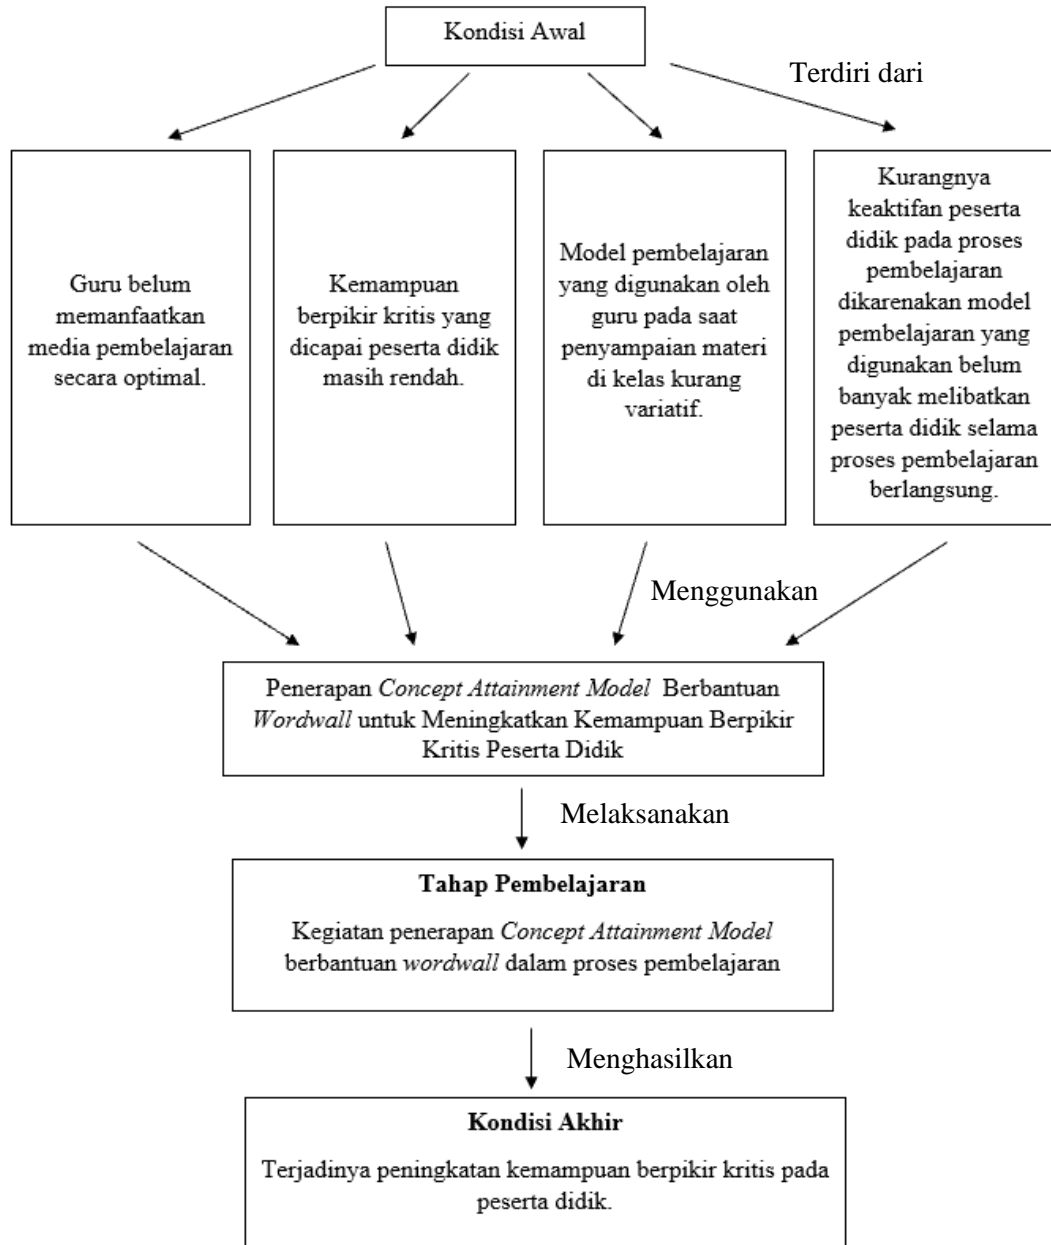 Kondisi Awal
Terdiri dari
Guru belum
memanfaatkan
media pembelajaran
secara optimal.
Kemampuan
berpikir kritis yang
dicapai peserta didik
masih rendah.
Model pembelajaran
yang digunakan oleh
guru pada saat
penyampaian materi
di kelas kurang
variatif.
Kurangnya
keaktifan peserta
didik pada proses
pembelajaran
dikarenakan model
pembelajaran yang
digunakan belum
banyak melibatkan
peserta didik selama
proses pembelajaran
berlangsung.
Menggunakan
Penerapan Concept Attainment Model Berbantuan
Wordwall untuk Meningkatkan Kemampuan Berpikir
Kritis Peserta Didik
Melaksanakan
Tahap Pembelajaran
Kegiatan penerapan Concept Attainment Model
berbantuan wordwall dalam proses pembelajaran
Menghasilkan
Kondisi Akhir
Terjadinya peningkatan kemampuan berpikir kritis pada
peserta didik.